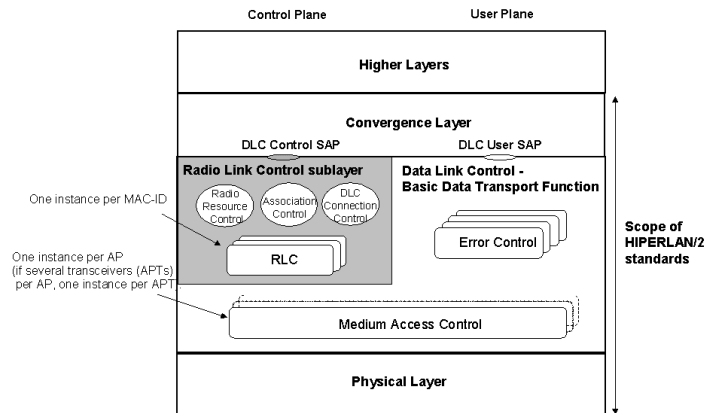 Control Plane
User Plane
Higher Layers
Convergence Layer
DLC Control SAP
DLC User SAP
Radio Link Control sublayer
Data Link Control -
Basic Data Transport Function
Radio
Resource
Control
Association
Control
DLC
Connection
Control
One instance per MAC-ID
RLC
Error Control
Scope of
HIPERLAN/2
standards
One instance per AP
(if several transceivers (APTs)
per AP, one instance per APT)
Medium Access Control
Physical Layer